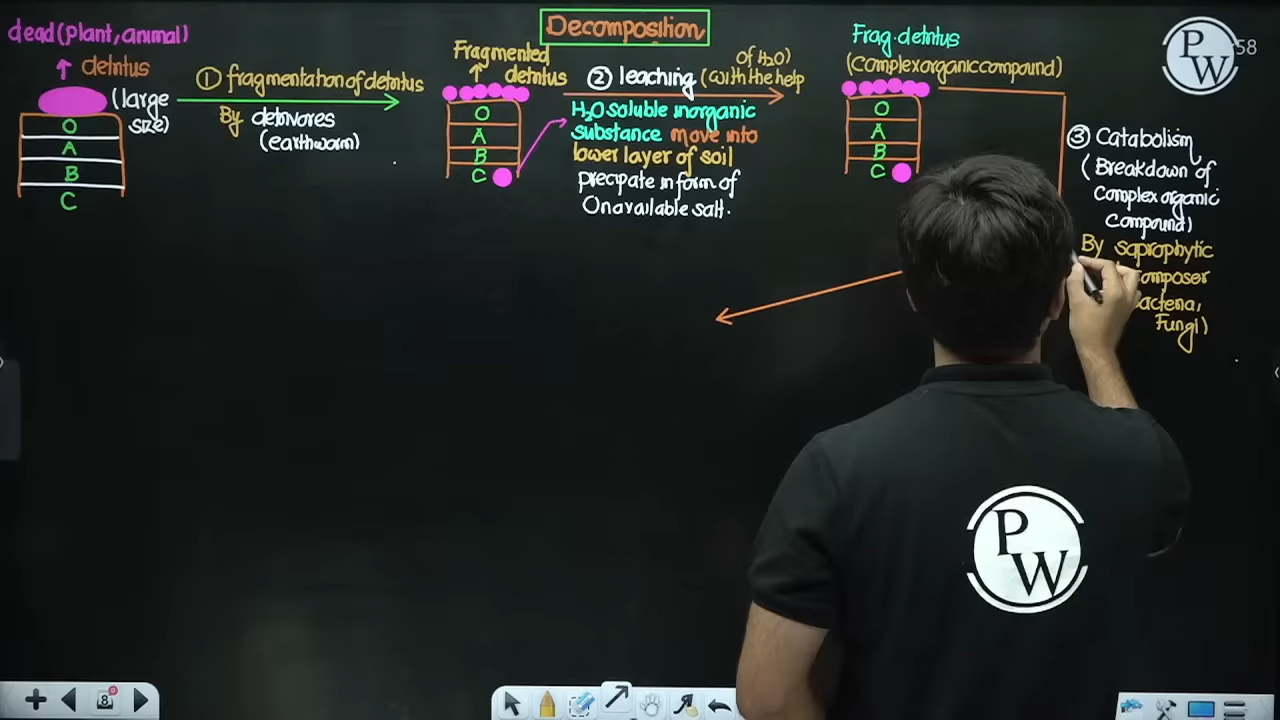 Decomposition
dead(plant, animal)
detritus
(large
size)
O
A
B
C
① fragmentation of detritus
By detrivores
(earthworm)
Fragmented
detritus
O
A
B
C
② leaching (with the help
of H₂O)
H₂O soluble inorganic
substance move into
lower layer of soil
precipate in form of
Unavailable salt.
Frag. detritus
(Complex organic compound)
O
A
B
C
③ Catabolism
(Breakdown of
Complex organic
Compound)
By saprophytic
omposer
acteria,
Fungi)
PW
58
PW
8